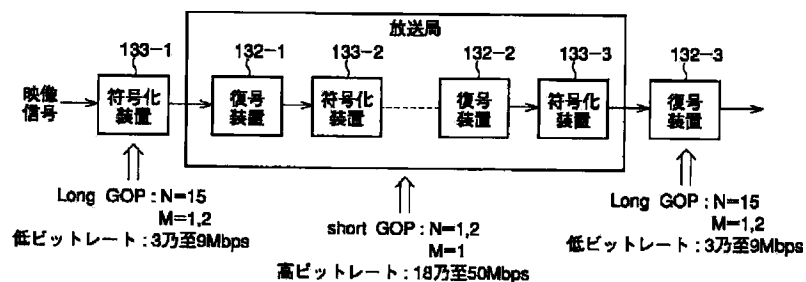 放送局
133-1
132-1
133-2
132-2
133-3
132-3
映像
信号
符号化
装置
復号
装置
符号化
装置
復号
装置
符号化
装置
復号
装置
Long GOP : N=15
M=1,2
低ビットレート : 3乃至9Mbps
short GOP : N=1,2
M=1
高ビットレート : 18乃至50Mbps
Long GOP : N=15
M=1,2
低ビットレート : 3乃至9Mbps